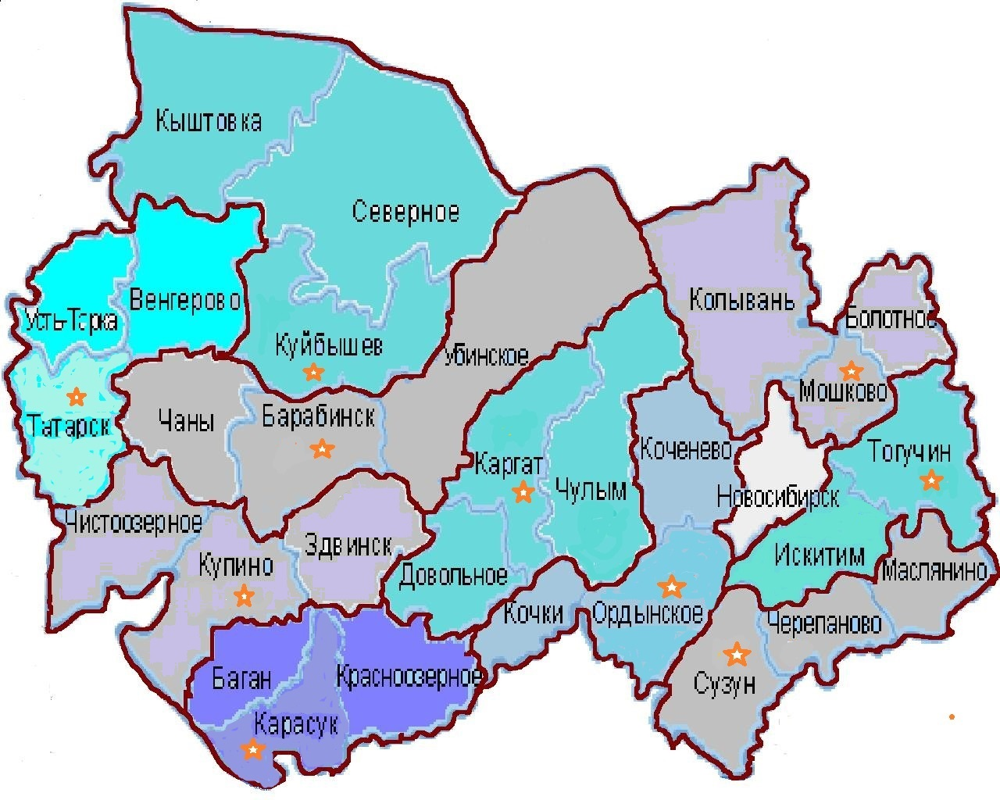 Кыштовка
Северное
Усть-Тарка
Венгерово
Колывань
Болотное
Куйбышев
Убинское
Татарск
Чаны
Барабинск
Мошково
Каргат
Коченево
Тогучин
Чулым
Новосибирск
Чистоозерное
Купино
Здвинск
Довольное
Искитим
Маслянино
Кочки
Ордынское
Черепаново
Баган
Красноозерное
Сузун
Карасук